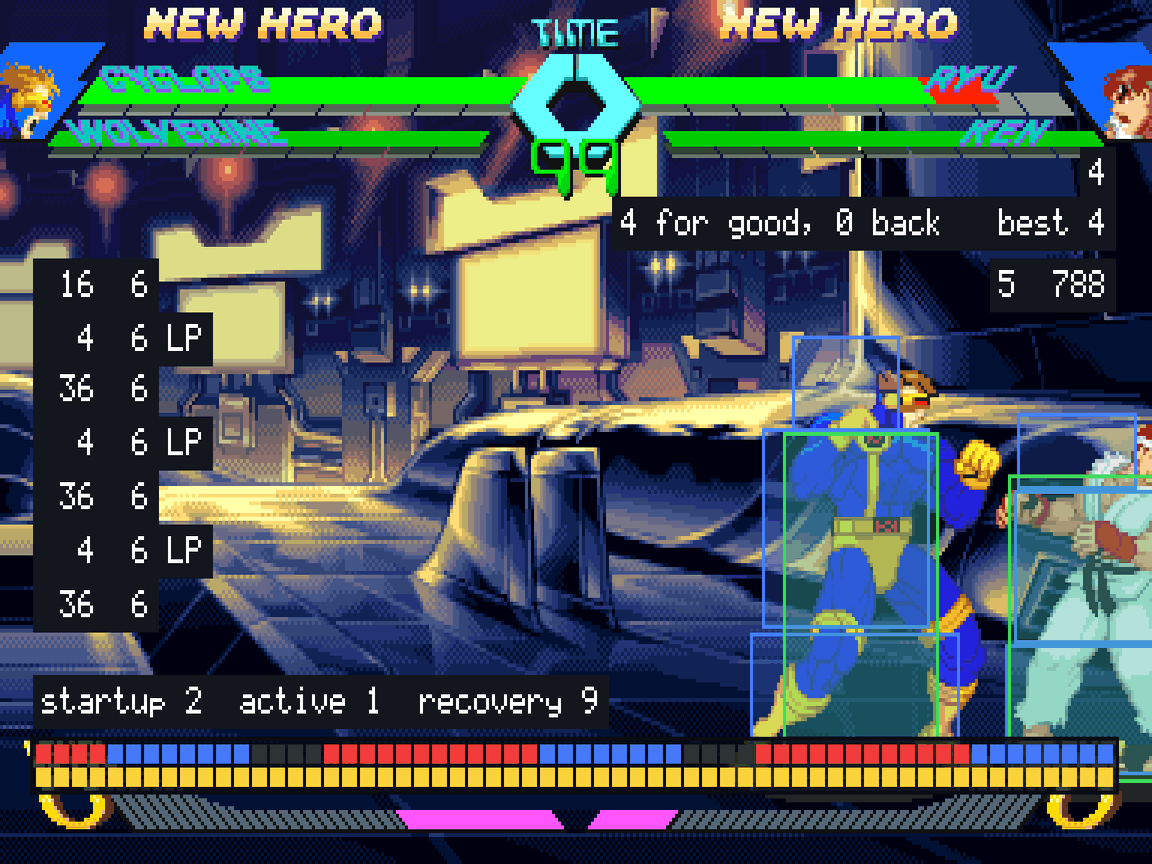 NEW HERO NEW HERO
TIME
CYCLOPS RYU
WOLVERINE KEN
99
4
4 for good, 0 back best 4
5 788
16 6
4 6 LP
36 6
4 6 LP
36 6
4 6 LP
36 6
startup 2 active 1 recovery 9